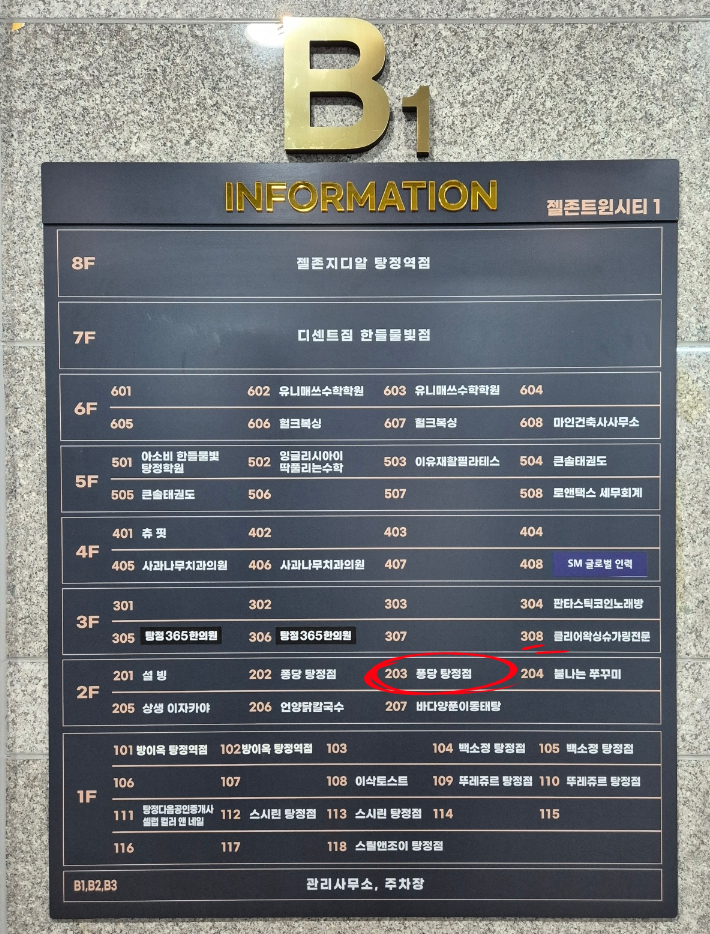 B1
INFORMATION
젤존트윈시티 1
8F 젤존지디알 탕정역점
7F 디센트짐 한들물빛점
6F
601 602 유니매쓰수학학원 603 유니매쓰수학학원 604
605 606 헐크복싱 607 헐크복싱 608 마인건축사사무소
5F
501 아소비 한들물빛 탕정학원 502 잉글리시아이 딱풀리는수학 503 이유재활필라테스 504 큰솔태권도
505 큰솔태권도 506 507 508 로앤택스 세무회계
4F
401 츄 핏 402 403 404
405 사과나무치과의원 406 사과나무치과의원 407 408 SM 글로벌 인력
3F
301 302 303 304 판타스틱코인노래방
305 탕정365한의원 306 탕정365한의원 307 308 클리어왁싱슈가링전문
2F
201 설 빙 202 퐁당 탕정점 203 퐁당 탕정점 204 불나는 쭈꾸미
205 상생 이자카야 206 언양닭칼국수 207 바다양푼이동태탕
1F
101 방이옥 탕정역점 102 방이옥 탕정역점 103 104 백소정 탕정점 105 백소정 탕정점
106 107 108 이삭토스트 109 뚜레쥬르 탕정점 110 뚜레쥬르 탕정점
111 탕정다옴공인중개사 셀럽 컬러 앤 네일 112 스시린 탕정점 113 스시린 탕정점 114 115
116 117 118 스릴앤조이 탕정점
B1,B2,B3 관리사무소, 주차장